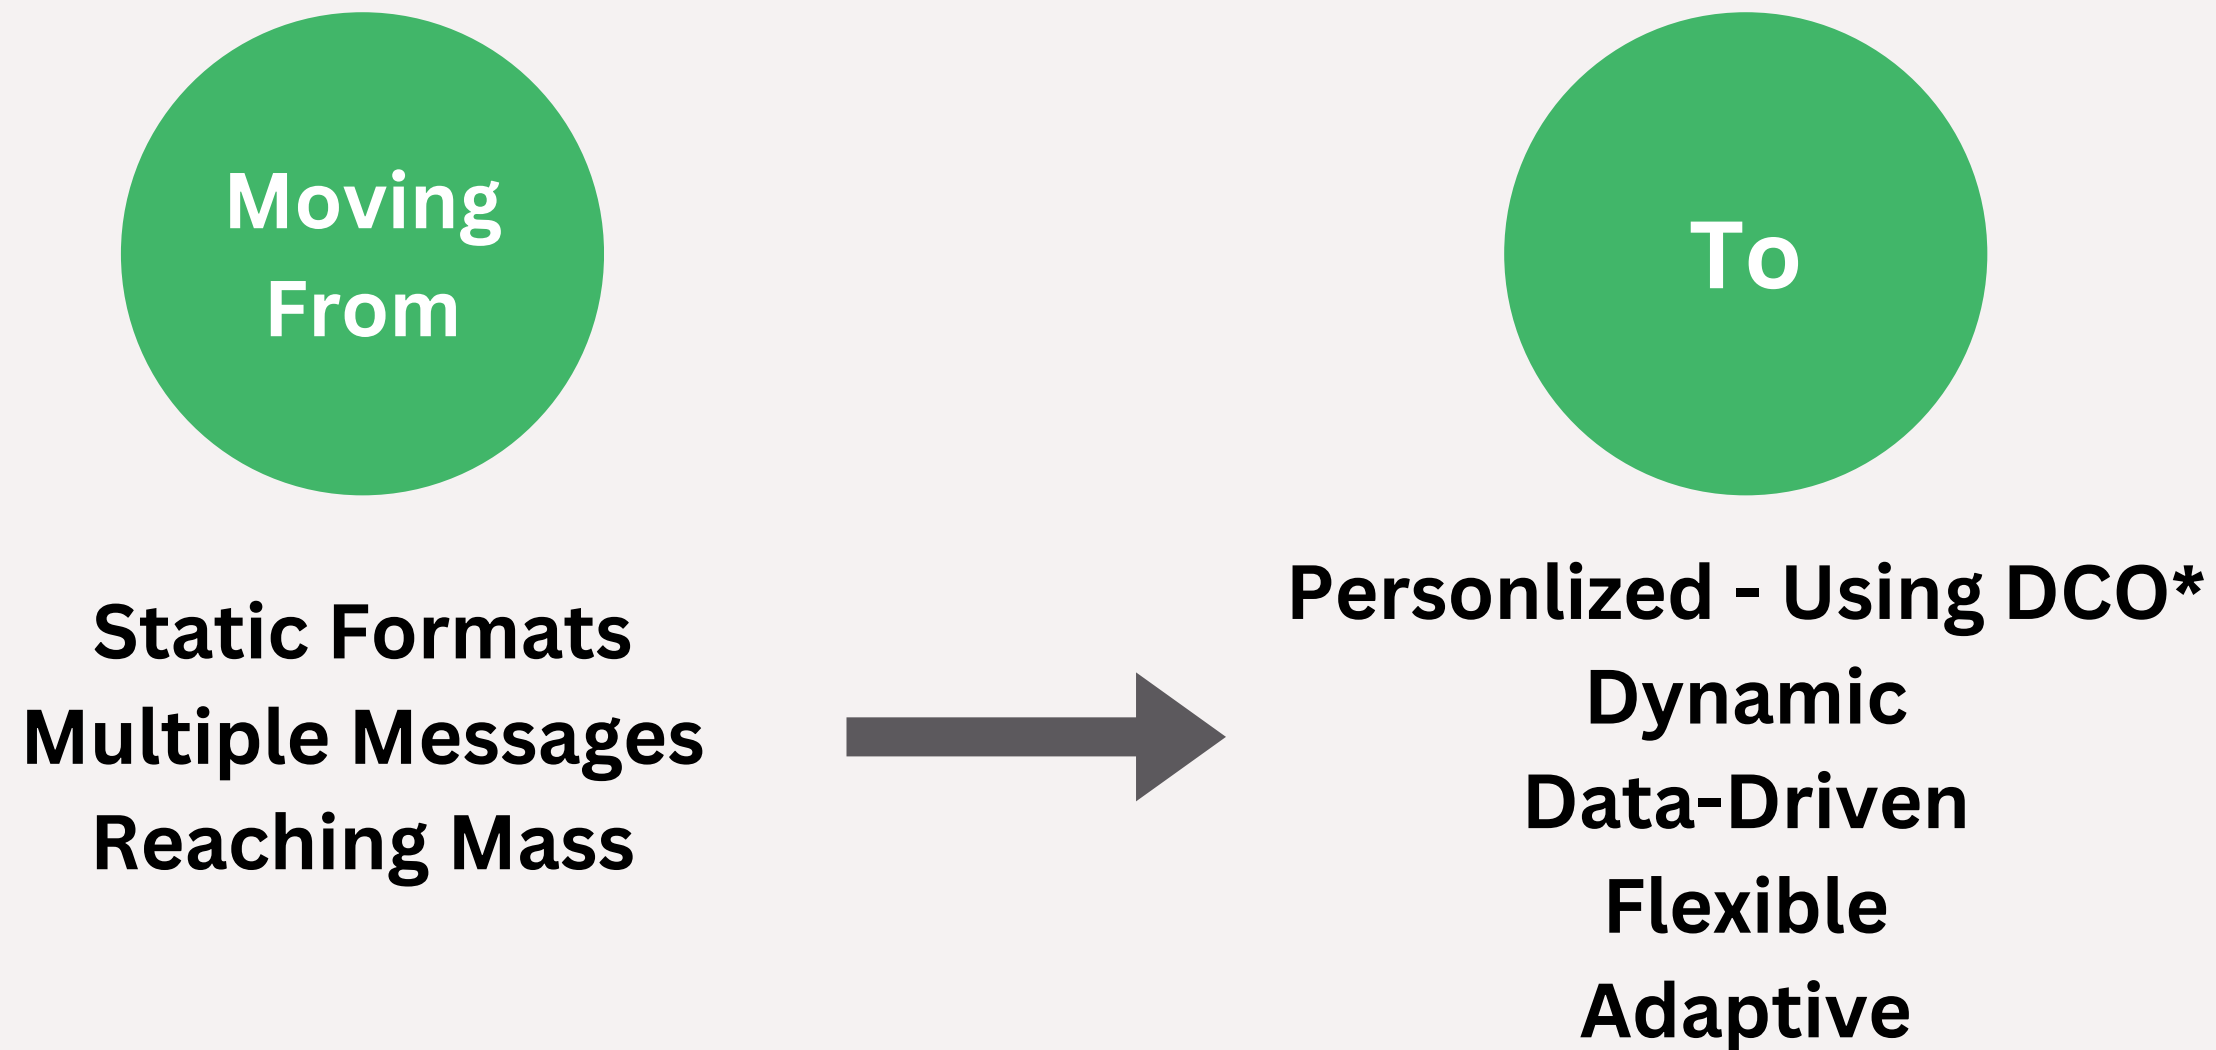 Moving
From
Static Formats
Multiple Messages
Reaching Mass
To
Personlized - Using DCO*
Dynamic
Data-Driven
Flexible
Adaptive